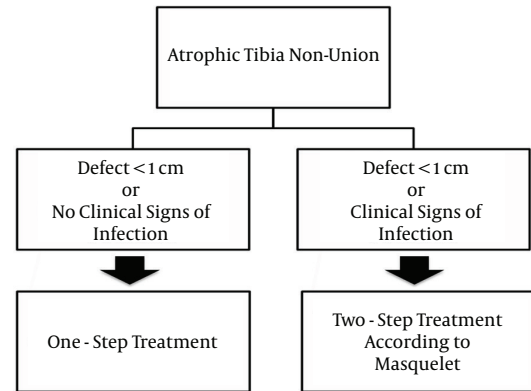 Atrophic Tibia Non-Union
Defect <1 cm
or
No Clinical Signs of
Infection
Defect <1 cm
or
Clinical Signs of
Infection
One - Step Treatment
Two - Step Treatment
According to
Masquelet